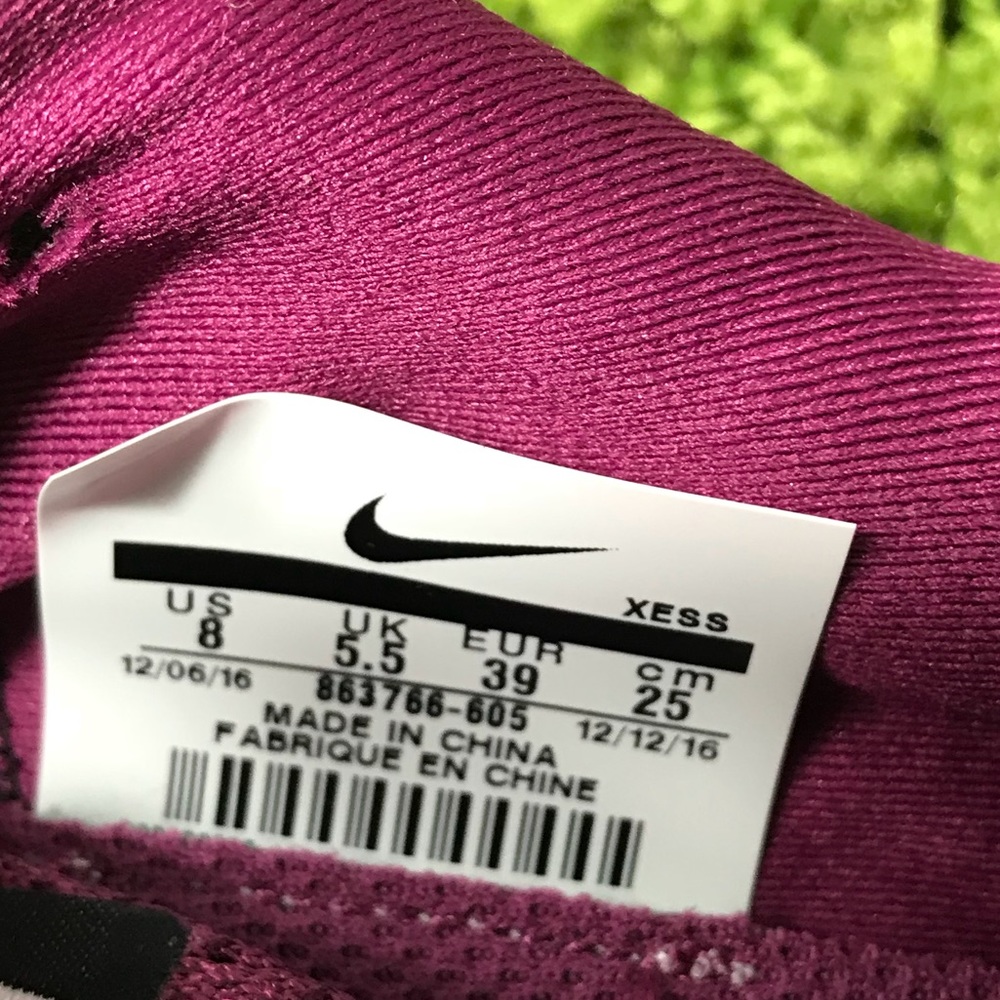 XESS
US UK EUR cm
8 5.5 39 25
12/06/16 863766-605 12/12/16
MADE IN CHINA
FABRIQUE EN CHINE